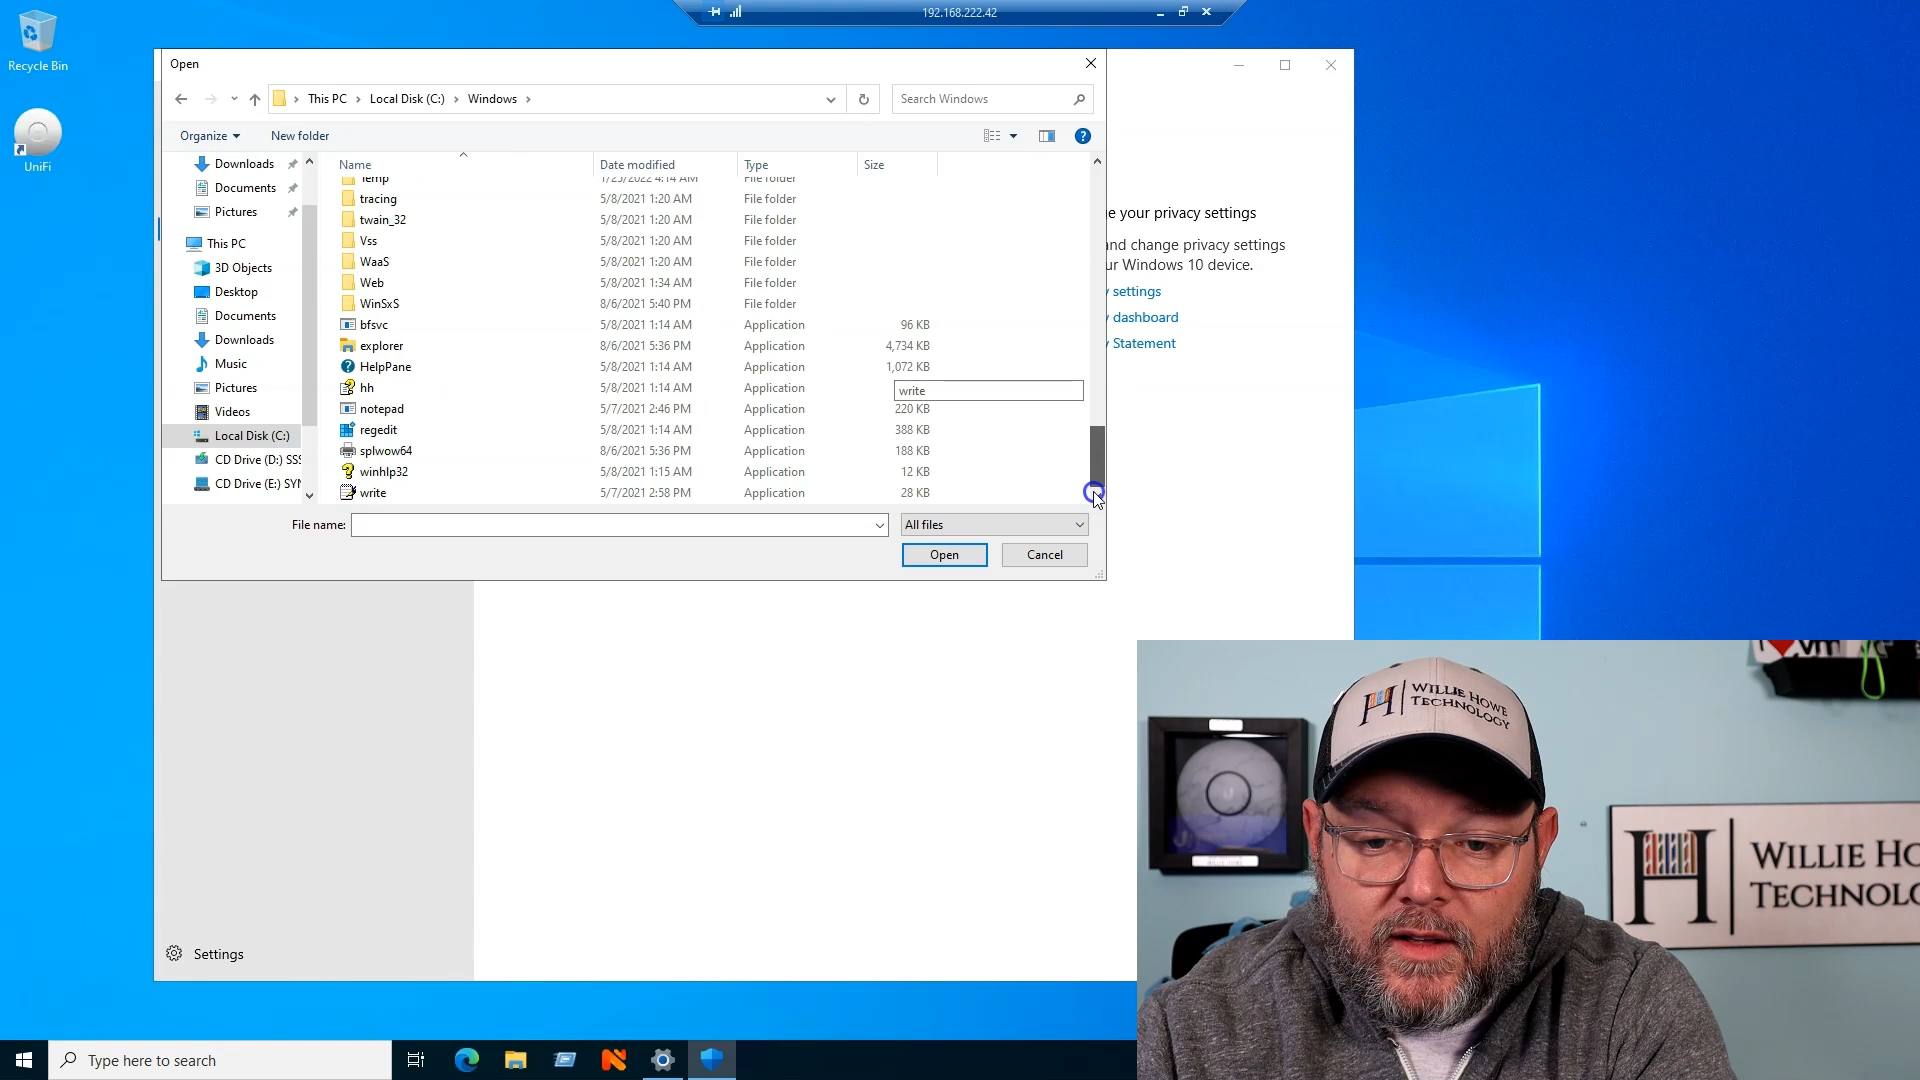 192.168.222.42
Recycle Bin
UniFi
Open
This PC
Local Disk (C:)
Windows
Search Windows
Organize
New folder
Name
Date modified
Type
Size
Downloads
Documents
Pictures
This PC
3D Objects
Desktop
Documents
Downloads
Music
Pictures
Videos
Local Disk (C:)
CD Drive (D:) SSS
CD Drive (E:) SYN
Temp 1/25/2022 4:14 AM File folder
tracing 5/8/2021 1:20 AM File folder
twain_32 5/8/2021 1:20 AM File folder
Vss 5/8/2021 1:20 AM File folder
WaaS 5/8/2021 1:20 AM File folder
Web 5/8/2021 1:34 AM File folder
WinSxS 8/6/2021 5:40 PM File folder
bfsvc 5/8/2021 1:14 AM Application 96 KB
explorer 8/6/2021 5:36 PM Application 4,734 KB
HelpPane 5/8/2021 1:14 AM Application 1,072 KB
hh 5/8/2021 1:14 AM Application
write
notepad 5/7/2021 2:46 PM Application 220 KB
regedit 5/8/2021 1:14 AM Application 388 KB
splwow64 8/6/2021 5:36 PM Application 188 KB
winhlp32 5/8/2021 1:15 AM Application 12 KB
write 5/7/2021 2:58 PM Application 28 KB
File name:
All files
Open
Cancel
e your privacy settings
and change privacy settings
ur Windows 10 device.
y settings
y dashboard
y Statement
Settings
Type here to search
WILLIE HOWE
TECHNOLOGY
vm
WILLIE HO
TECHNOLO